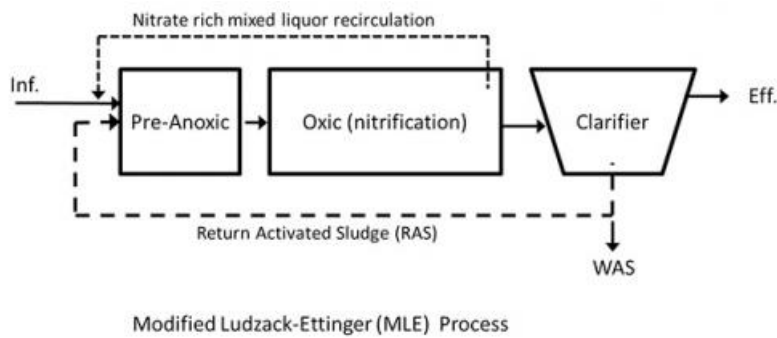 Nitrate rich mixed liquor recirculation
Inf.
Pre-Anoxic
Oxic (nitrification)
Clarifier
Eff.
Return Activated Sludge (RAS)
WAS
Modified Ludzack-Ettinger (MLE) Process